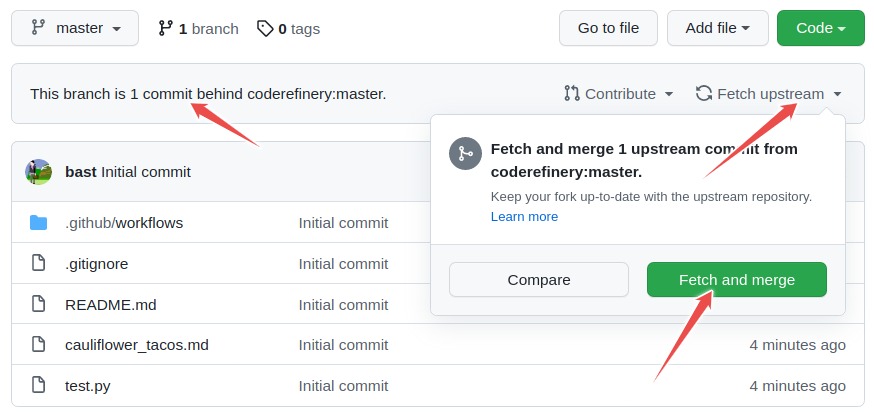 master 1 branch 0 tags Go to file Add file Code
This branch is 1 commit behind coderefinery:master. Contribute Fetch upstream
Fetch and merge 1 upstream commit from
coderefinery:master.
Keep your fork up-to-date with the upstream repository.
Learn more
Compare Fetch and merge
bast Initial commit
.github/workflows Initial commit
.gitignore Initial commit
README.md Initial commit
cauliflower_tacos.md Initial commit 4 minutes ago
test.py Initial commit 4 minutes ago